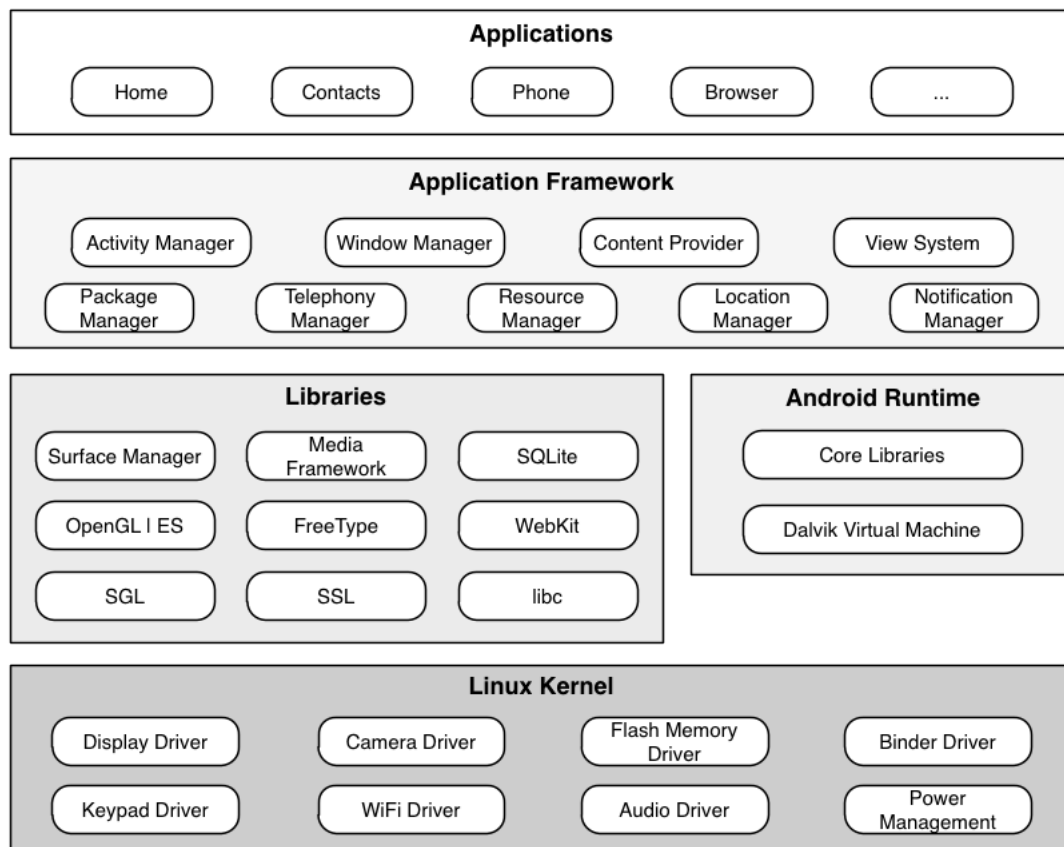 Applications
Home
Contacts
Phone
Browser
...
Application Framework
Activity Manager
Window Manager
Content Provider
View System
Package
Manager
Telephony
Manager
Resource
Manager
Location
Manager
Notification
Manager
Libraries
Surface Manager
Media
Framework
SQLite
OpenGL | ES
FreeType
WebKit
SGL
SSL
libc
Android Runtime
Core Libraries
Dalvik Virtual Machine
Linux Kernel
Display Driver
Camera Driver
Flash Memory
Driver
Binder Driver
Keypad Driver
WiFi Driver
Audio Driver
Power
Management